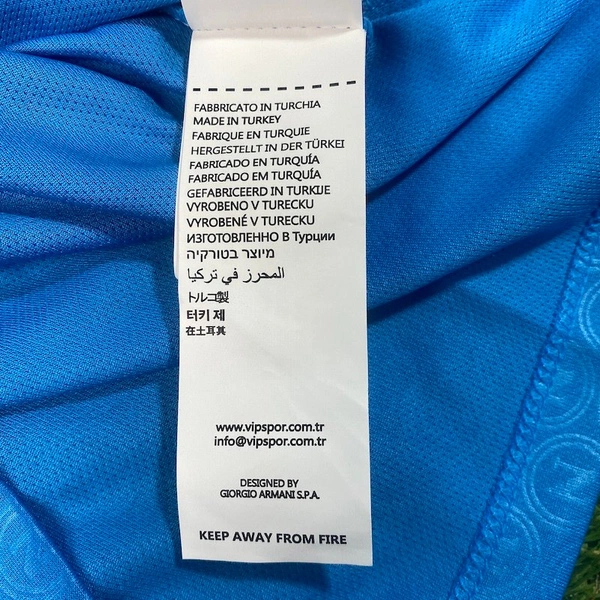 FABBRICATO IN TURCHIA
MADE IN TURKEY
FABRIQUE EN TURQUIE
HERGESTELLT IN DER TÜRKEI
FABRICADO EN TURQUÍA
FABRICADO EM TURQUÍA
GEFABRICEERD IN TURKIJE
VYROBENO V TURECKU
VYROBENÉ V TURECKU
ИЗГОТОВЛЕННО В Турции
מיוצר בטורקיה
المحرز في تركيا
トルコ製
터키 제
在土耳其
www.vipspor.com.tr
info@vipspor.com.tr
DESIGNED BY
GIORGIO ARMANI S.P.A.
KEEP AWAY FROM FIRE
N